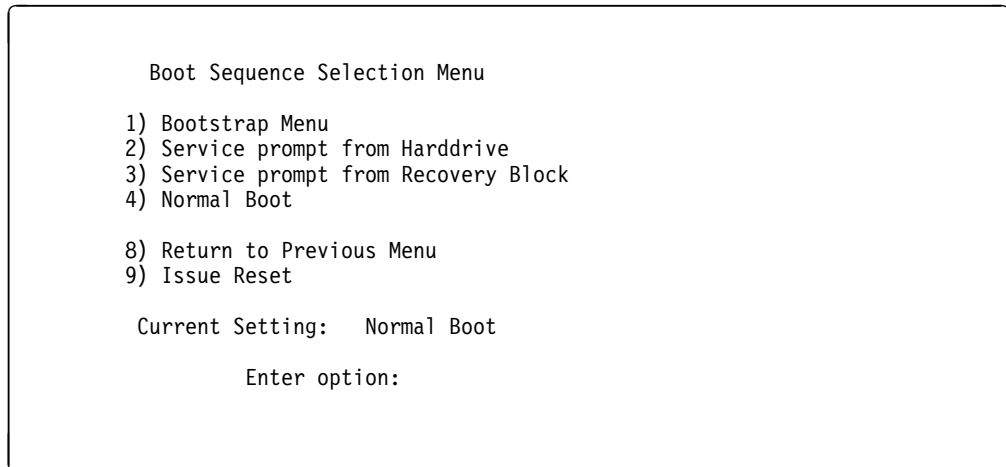 Boot Sequence Selection Menu
1) Bootstrap Menu
2) Service prompt from Harddrive
3) Service prompt from Recovery Block
4) Normal Boot
8) Return to Previous Menu
9) Issue Reset
Current Setting: Normal Boot
Enter option: